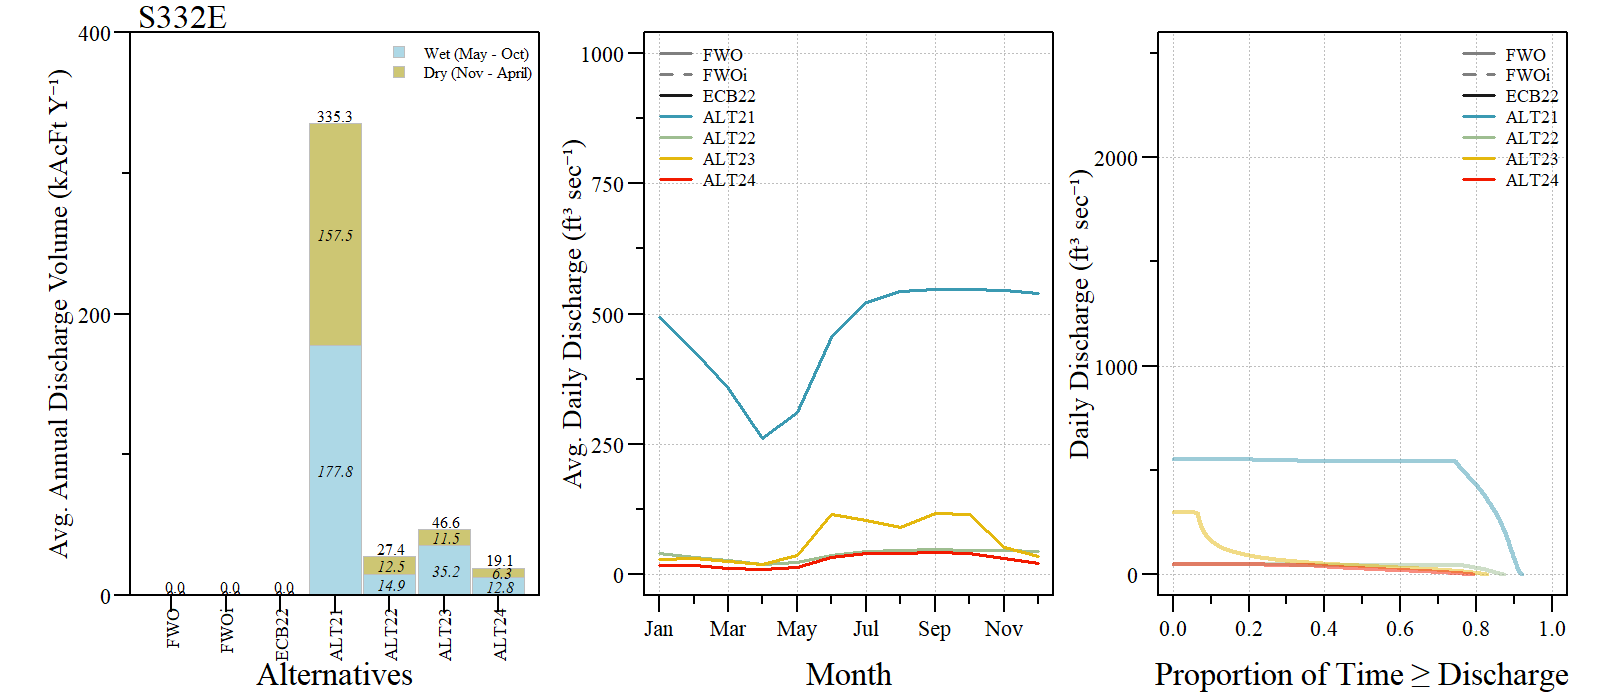 S332E
Avg. Annual Discharge Volume (kAcFt Y⁻¹)
400
200
0
Wet (May - Oct)
Dry (Nov - April)
0.0
0.0
0.0
335.3
157.5
177.8
27.4
12.5
14.9
46.6
11.5
35.2
19.1
6.3
12.8
FWO
FWOi
ECB22
ALT21
ALT22
ALT23
ALT24
Alternatives
Avg. Daily Discharge (ft³ sec⁻¹)
1000
750
500
250
0
FWO
FWOi
ECB22
ALT21
ALT22
ALT23
ALT24
Jan Mar May Jul Sep Nov
Month
Daily Discharge (ft³ sec⁻¹)
2000
1000
0
FWO
FWOi
ECB22
ALT21
ALT22
ALT23
ALT24
0.0 0.2 0.4 0.6 0.8 1.0
Proportion of Time ≥ Discharge